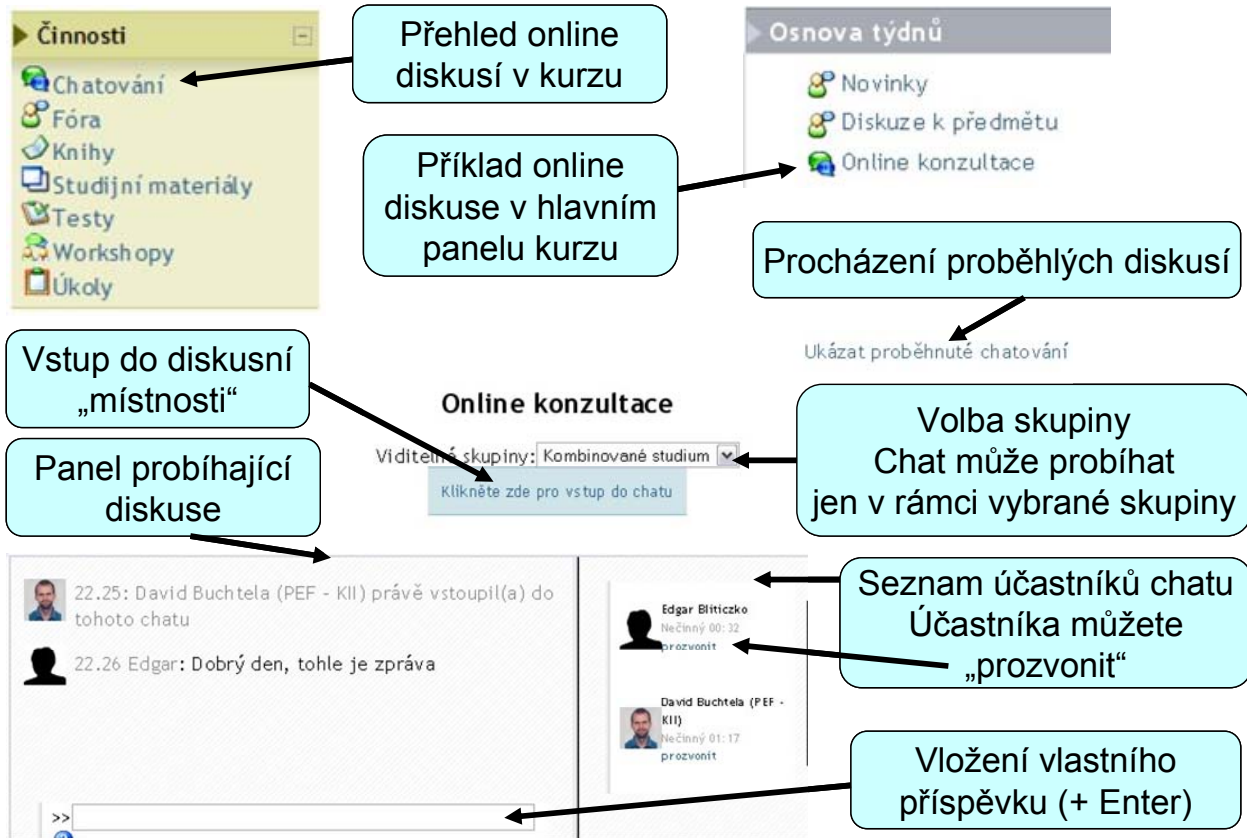 Činnosti
Chatování
Fóra
Knihy
Studijní materiály
Testy
Workshopy
Úkoly
Přehled online
diskusí v kurzu
Osnova týdnů
Novinky
Diskuze k předmětu
Online konzultace
Příklad online
diskuse v hlavním
panelu kurzu
Procházení proběhlých diskusí
Ukázat proběhnuté chatování
Vstup do diskusní
„místnosti“
Online konzultace
Viditelné skupiny: Kombinované studium
Klikněte zde pro vstup do chatu
Volba skupiny
Chat může probíhat
jen v rámci vybrané skupiny
Panel probíhající
diskuse
22.25: David Buchtela (PEF - KII) právě vstoupil(a) do
tohoto chatu
22.26 Edgar: Dobrý den, tohle je zpráva
Edgar Bliticzko
Nečinný 00:32
prozvonit
David Buchtela (PEF -
KII)
Nečinný 01:17
prozvonit
Seznam účastníků chatu
Účastníka můžete
„prozvonit“
Vložení vlastního
příspěvku (+ Enter)
>>